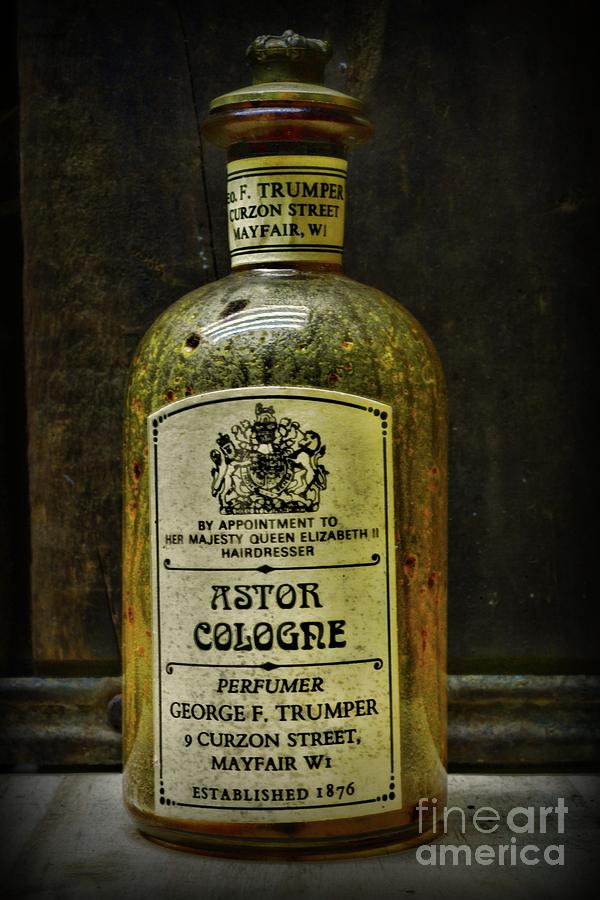 EO. F. TRUMPER
CURZON STREET
MAYFAIR, W1
BY APPOINTMENT TO
HER MAJESTY QUEEN ELIZABETH II
HAIRDRESSER
ASTOR
COLOGNE
PERFUMER
GEORGE F. TRUMPER
9 CURZON STREET,
MAYFAIR W1
ESTABLISHED 1876
fineart
america